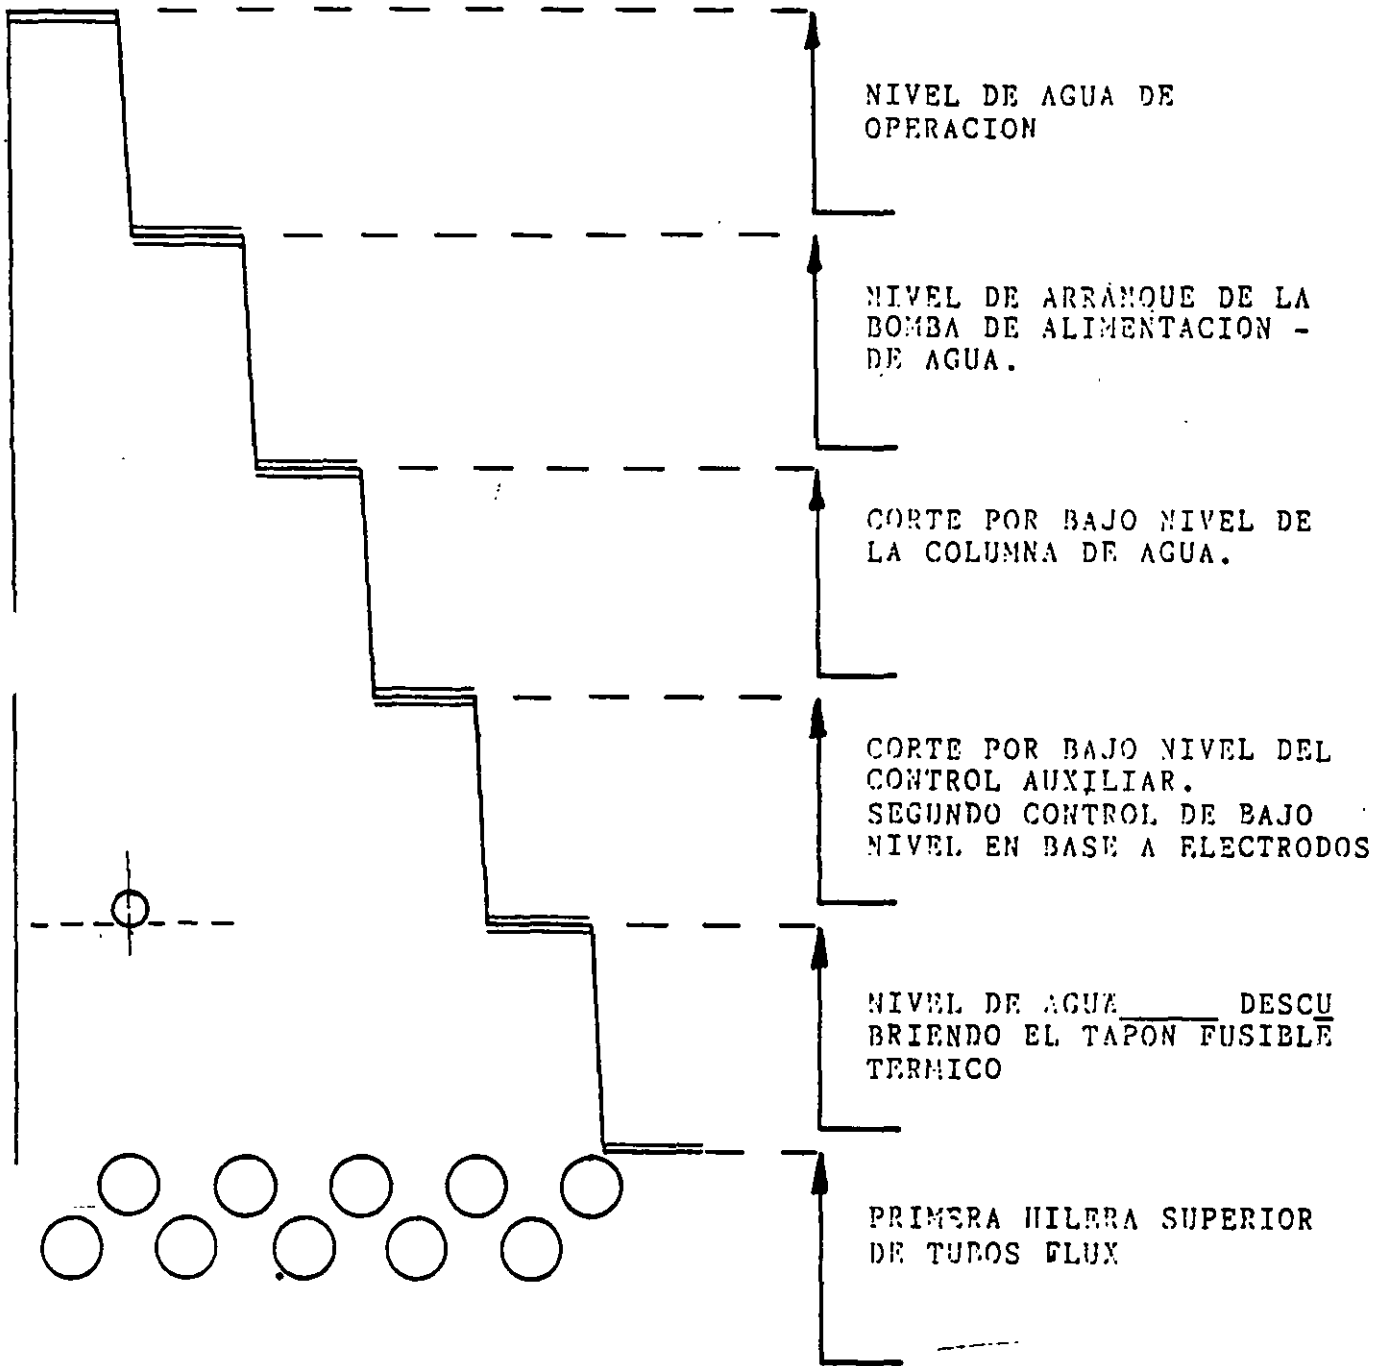 NIVEL DE AGUA DE
OPERACION
NIVEL DE ARRANQUE DE LA
BOMBA DE ALIMENTACION -
DE AGUA.
CORTE POR BAJO NIVEL DE
LA COLUMNA DE AGUA.
CORTE POR BAJO NIVEL DEL
CONTROL AUXILIAR.
SEGUNDO CONTROL DE BAJO
NIVEL EN BASE A ELECTRODOS
NIVEL DE AGUA_____ DESCU
BRIENDO EL TAPON FUSIBLE
TERMICO
PRIMERA HILERA SUPERIOR
DE TUBOS FLUX